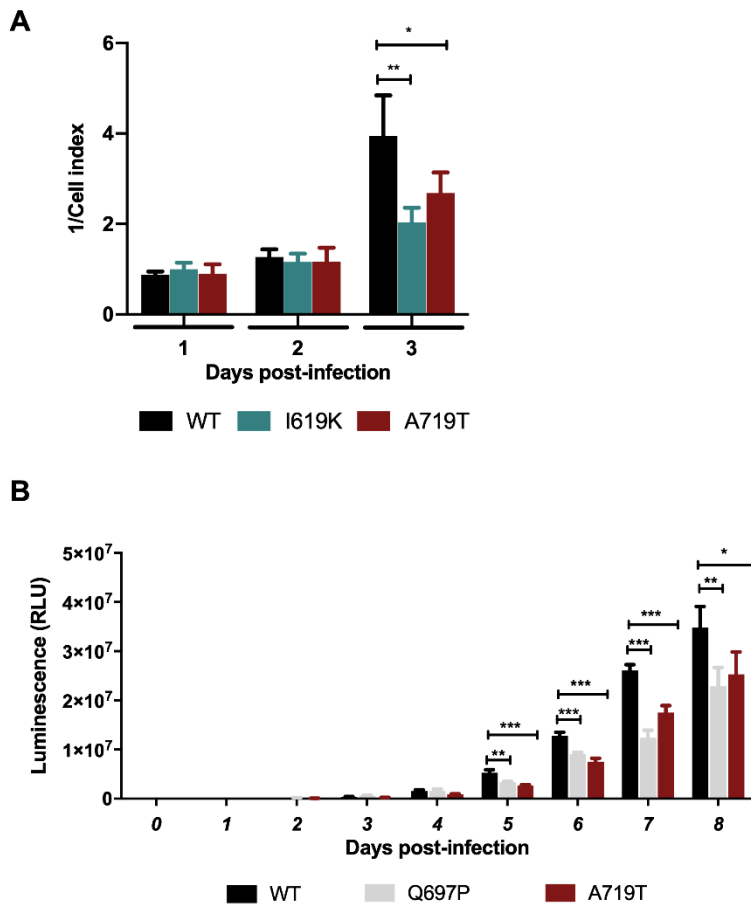 A
6
4
2
0
1/Cell index
*
**
1 2 3
Days post-infection
WT I619K A719T
B
5×10⁷
4×10⁷
3×10⁷
2×10⁷
1×10⁷
0
Luminescence (RLU)
*
**
***
***
***
***
***
**
0 1 2 3 4 5 6 7 8
Days post-infection
WT Q697P A719T